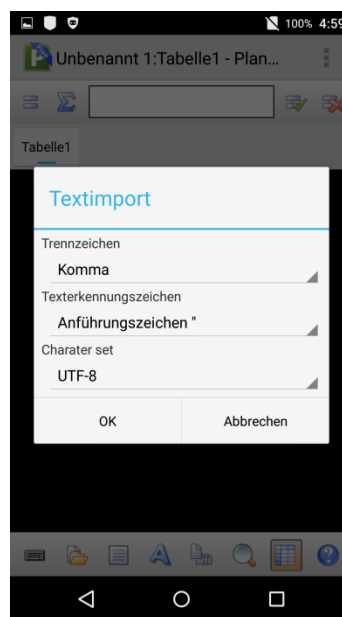 100% 4:59
Unbenannt 1:Tabelle1 - Plan...
Tabelle1
Textimport
Trennzeichen
Komma
Texterkennungszeichen
Anführungszeichen "
Charater set
UTF-8
OK Abbrechen